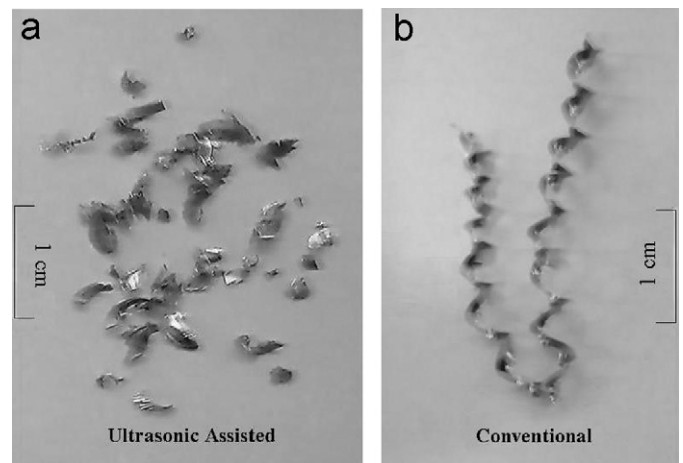 a
1 cm
Ultrasonic Assisted
b
1 cm
Conventional